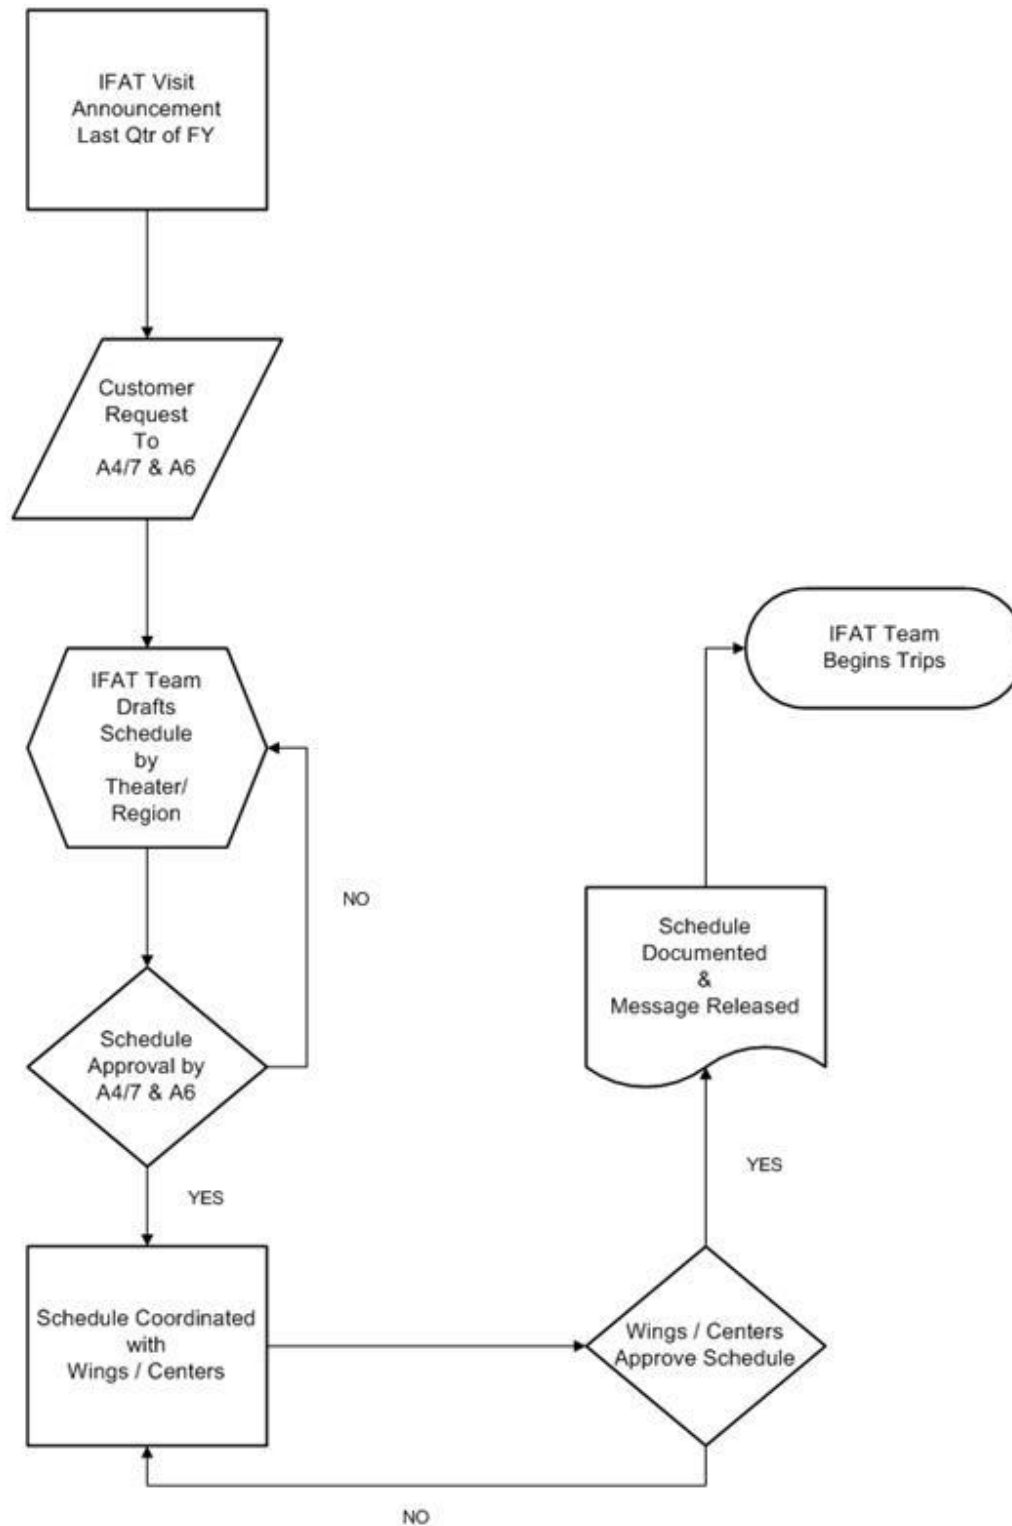 IFAT Visit
Announcement
Last Qtr of FY
Customer
Request
To
A4/7 & A6
IFAT Team
Drafts
Schedule
by
Theater/
Region
NO
Schedule
Approval by
A4/7 & A6
YES
Schedule Coordinated
with
Wings / Centers
NO
Wings / Centers
Approve Schedule
YES
Schedule
Documented
&
Message Released
IFAT Team
Begins Trips